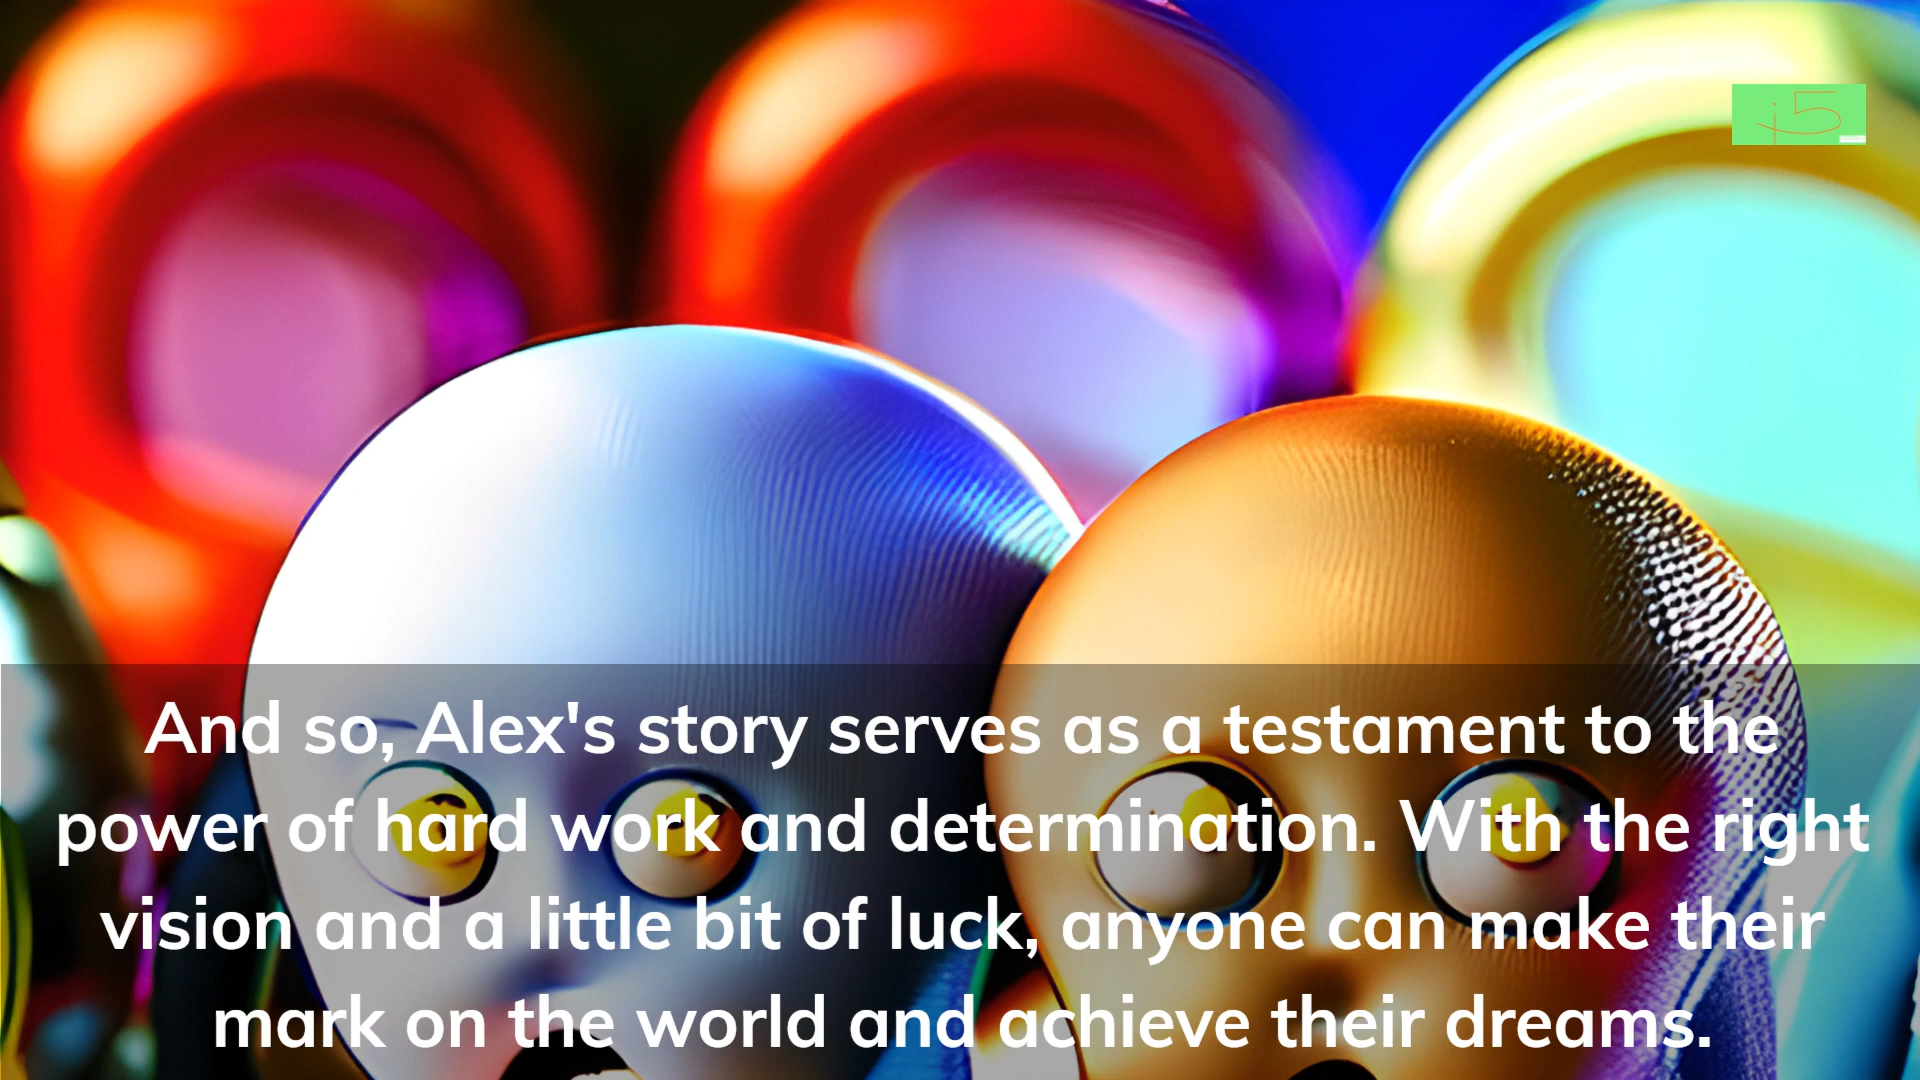 i5
And so, Alex's story serves as a testament to the
power of hard work and determination. With the right
vision and a little bit of luck, anyone can make their
mark on the world and achieve their dreams.